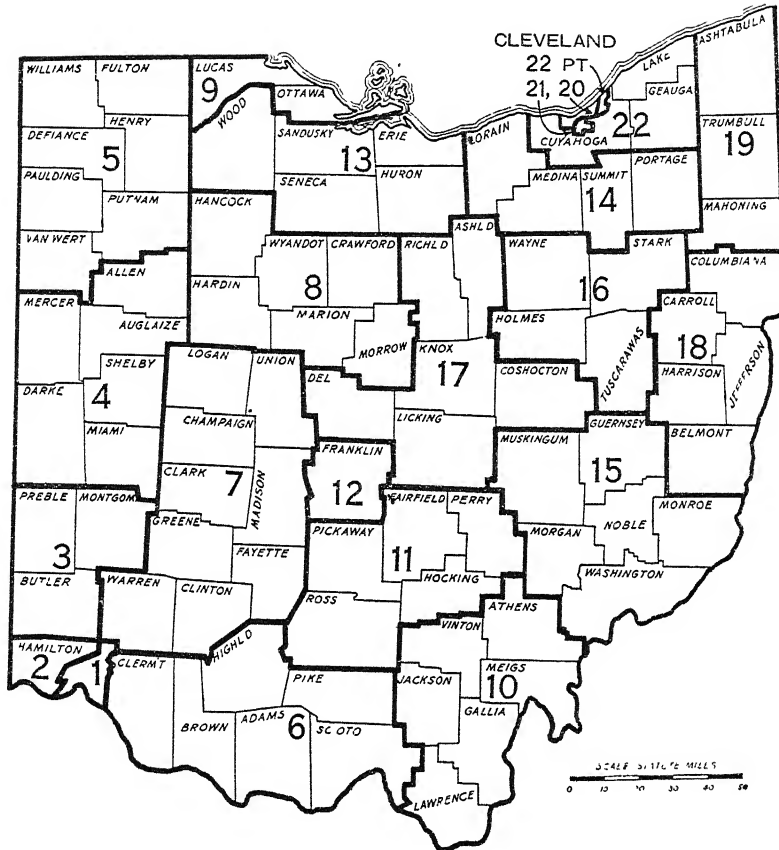 CLEVELAND
22 PT.
21, 20
ASHTABULA
LAKE
GEAUGA
WILLIAMS
FULTON
LUCAS
9
OTTAWA
WOOD
HENRY
DEFIANCE
5
PAULDING
PUTNAM
VAN WERT
SANDUSKY
ERIE
13
SENECA
HURON
LORAIN
CUYAHOGA
22
TRUMBULL
19
MEDINA
SUMMIT
PORTAGE
14
MAHONING
HANCOCK
WYANDOT
CRAWFORD
RICHLD
ASHLD
WAYNE
STARK
COLUMBIANA
ALLEN
HARDIN
8
16
CARROLL
MERCER
AUGLAIZE
MARION
HOLMES
18
MORROW
KNOX
17
TUSCARAWAS
HARRISON
JEFFERSON
LOGAN
UNION
DEL
COSHOCTON
SHELBY
DARKE
4
CHAMPAIGN
LICKING
MUSKINGUM
GUERNSEY
BELMONT
MIAMI
CLARK
7
MADISON
FRANKLIN
12
15
PREBLE
MONTGOM
GREENE
FAIRFIELD
PERRY
MONROE
3
PICKAWAY
11
MORGAN
NOBLE
FAYETTE
BUTLER
WARREN
CLINTON
HOCKING
WASHINGTON
ROSS
ATHENS
VINTON
HAMILTON
2
1
CLERM'T
HIGHLD
PIKE
JACKSON
MEIGS
10
GALLIA
BROWN
ADAMS
6
SCIOTO
LAWRENCE
SCALE STATUTE MILES
0 10 20 30 40 50